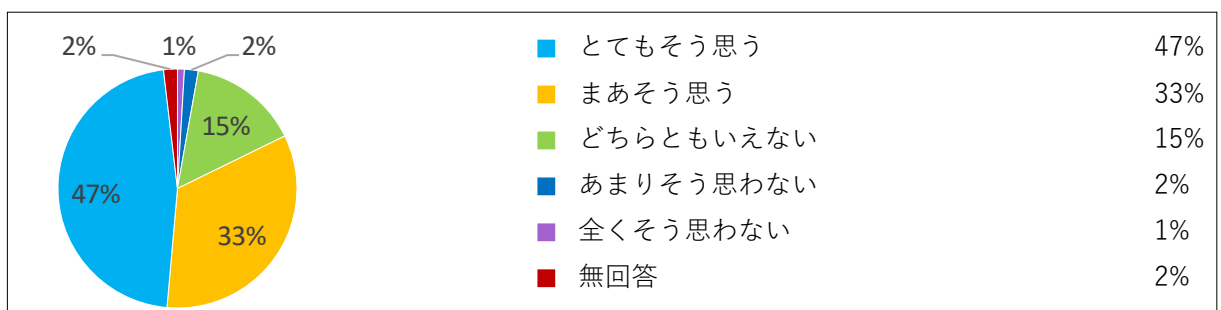 2% 1% 2%
15%
47%
33%
とてもそう思う 47%
まあそう思う 33%
どちらともいえない 15%
あまりそう思わない 2%
全くそう思わない 1%
無回答 2%